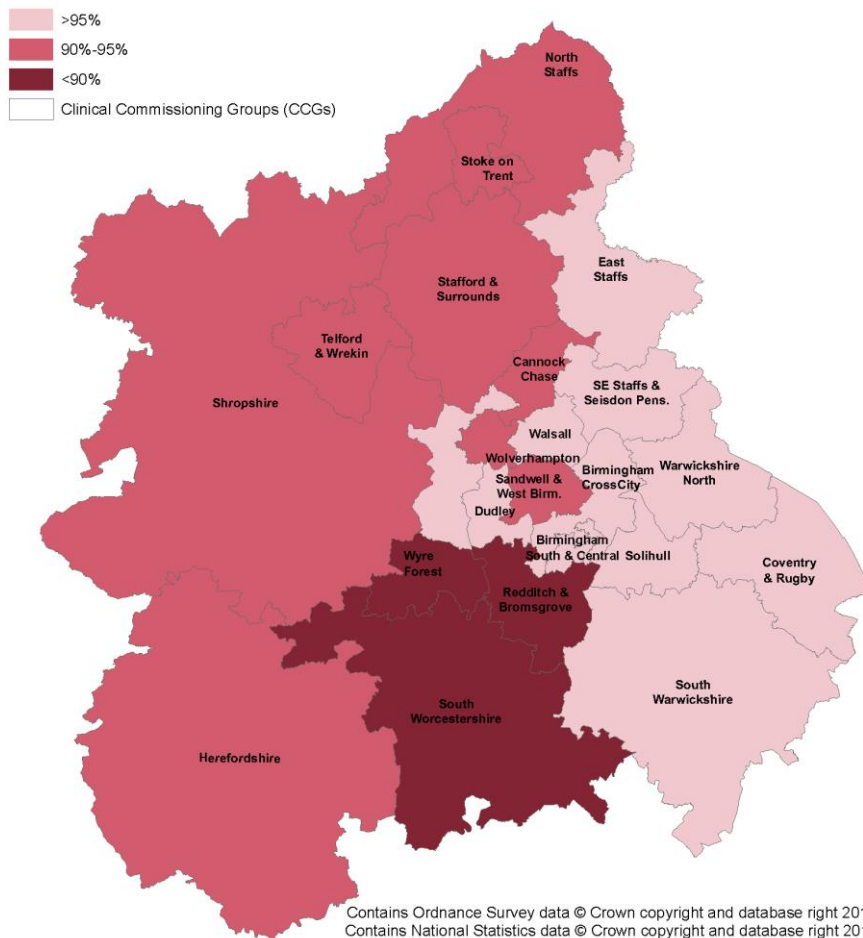 >95%
90%-95%
<90%
Clinical Commissioning Groups (CCGs)
North
Staffs
Stoke on
Trent
East
Staffs
Stafford &
Surrounds
Telford
& Wrekin
Cannock
Chase
SE Staffs &
Seisdon Pens.
Shropshire
Walsall
Wolverhampton
Birmingham
CrossCity
Warwickshire
North
Sandwell &
West Birm.
Dudley
Birmingham
South & Central
Solihull
Wyre
Forest
Coventry
& Rugby
Redditch &
Bromsgrove
South
Warwickshire
South
Worcestershire
Herefordshire
Contains Ordnance Survey data © Crown copyright and database right
Contains National Statistics data © Crown copyright and database right